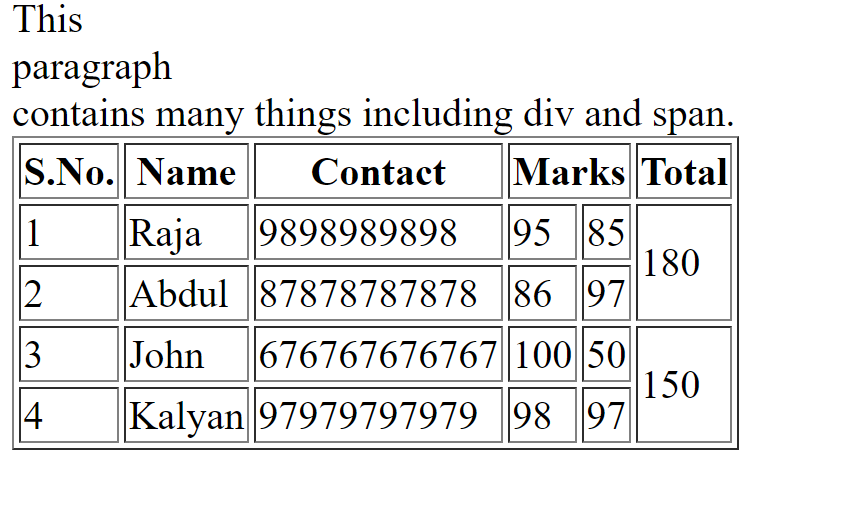 This
paragraph
contains many things including div and span.
S.No. Name Contact Marks Total
1 Raja 9898989898 95 85
180
2 Abdul 87878787878 86 97
3 John 676767676767 100 50
150
4 Kalyan 97979797979 98 97